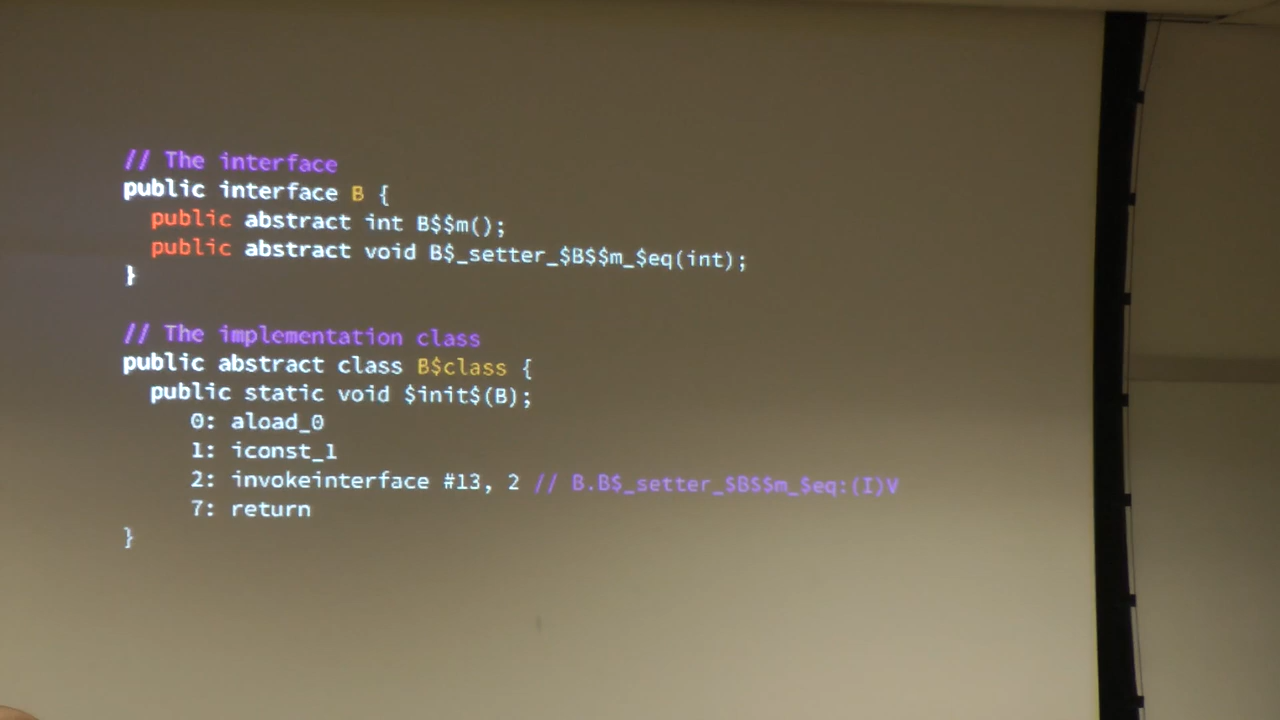 // The interface
public interface B {
public abstract int B$$m();
public abstract void B$_setter_$B$$m_$eq(int);
}
// The implementation class
public abstract class B$class {
public static void $init$(B);
0: aload_0
1: iconst_1
2: invokeinterface #13, 2 // B.B$_setter_$B$$m_$eq:(I)V
7: return
}